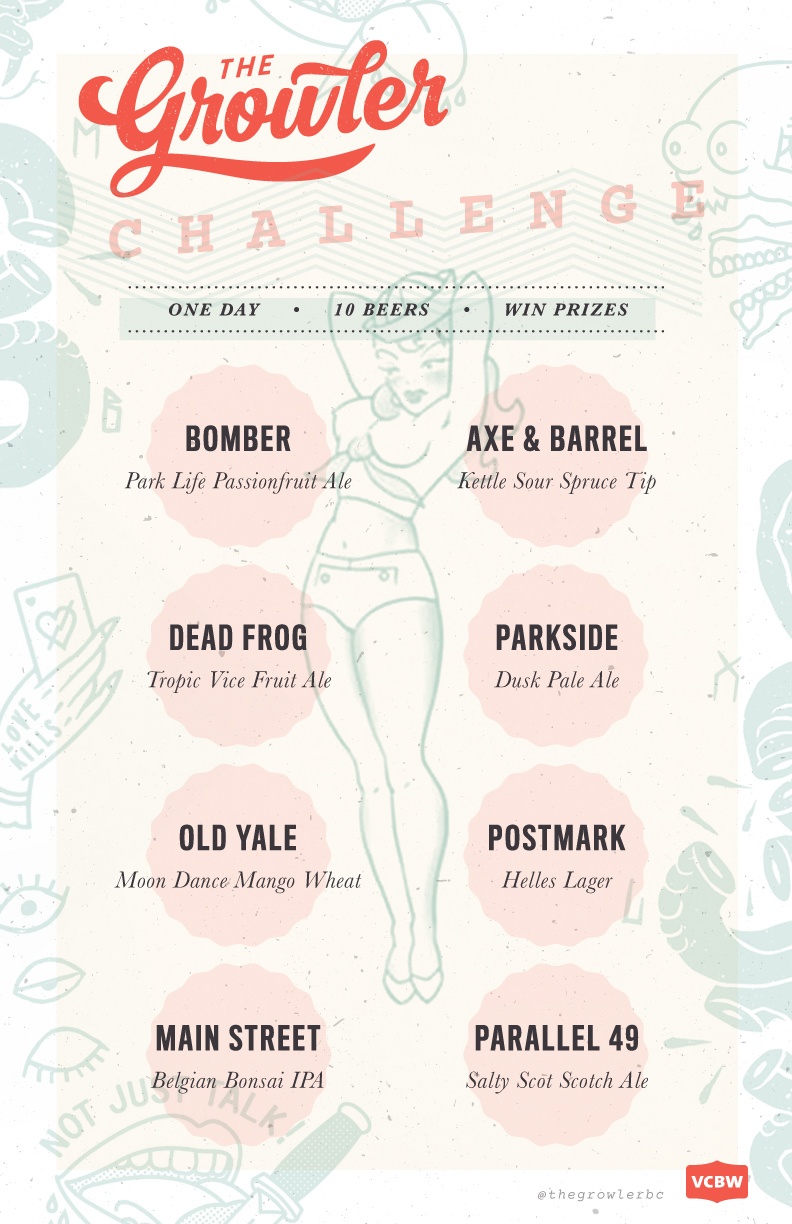 THE
Growler
CHALLENGE
ONE DAY • 10 BEERS • WIN PRIZES
BOMBER
Park Life Passionfruit Ale
AXE & BARREL
Kettle Sour Spruce Tip
DEAD FROG
Tropic Vice Fruit Ale
PARKSIDE
Dusk Pale Ale
LOVE
KILLS
OLD YALE
Moon Dance Mango Wheat
POSTMARK
Helles Lager
MAIN STREET
Belgian Bonsai IPA
PARALLEL 49
Salty Scot Scotch Ale
NOT JUST TALK!
@thegrowlerbc
VCBW